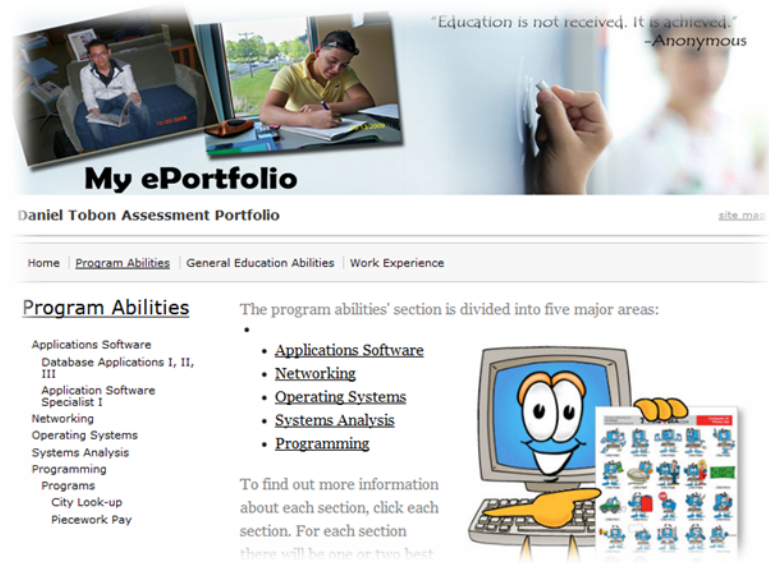 "Education is not received. It is achieved."
–Anonymous
My ePortfolio
Daniel Tobon Assessment Portfolio
site map
Home | Program Abilities | General Education Abilities | Work Experience
Program Abilities
Applications Software
Database Applications I, II,
III
Application Software
Specialist I
Networking
Operating Systems
Systems Analysis
Programming
Programs
City Look-up
Piecework Pay
The program abilities' section is divided into five major areas:
•
• Applications Software
• Networking
• Operating Systems
• Systems Analysis
• Programming
To find out more information
about each section, click each
section. For each section
there will be one or two best